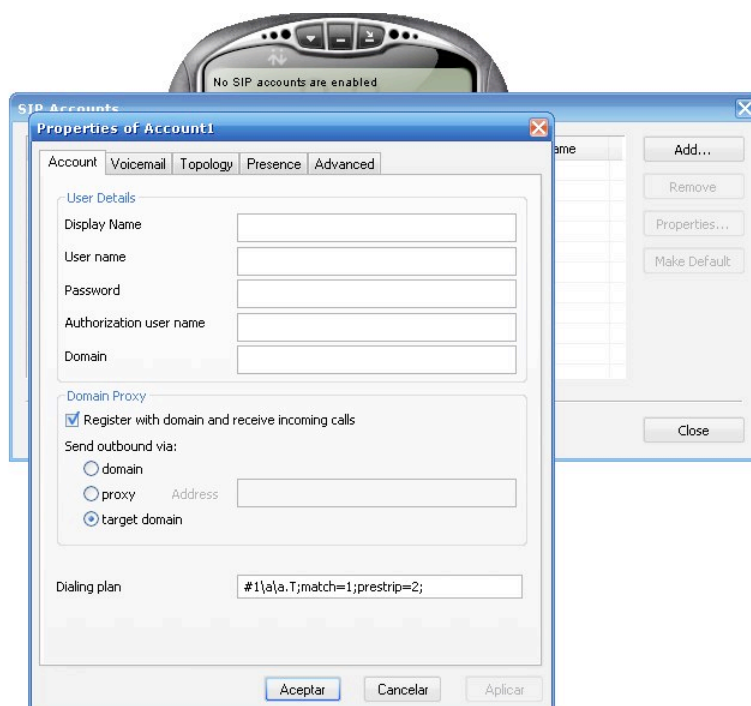 No SIP accounts are enabled
SIP Accounts
Properties of Account1
Account Voicemail Topology Presence Advanced
User Details
Display Name
User name
Password
Authorization user name
Domain
Domain Proxy
Register with domain and receive incoming calls
Send outbound via:
domain
proxy Address
target domain
Dialing plan #1\a\a.T;match=1;prestrip=2;
Aceptar Cancelar Aplicar
Add...
Remove
Properties...
Make Default
Close